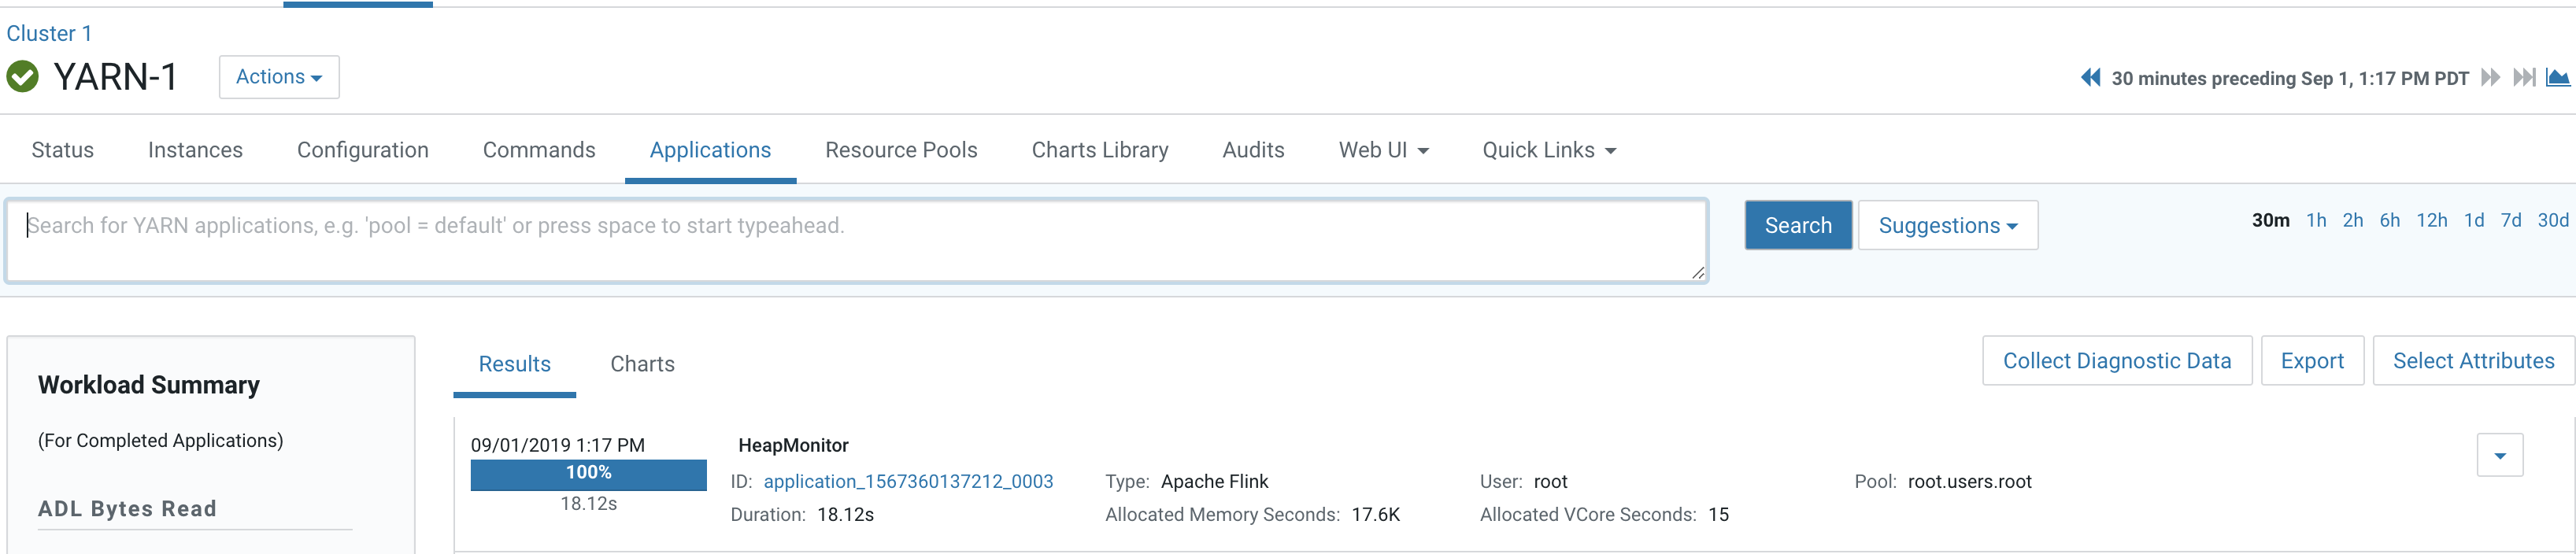 Cluster 1
YARN-1 Actions 30 minutes preceding Sep 1, 1:17 PM PDT
Status Instances Configuration Commands Applications Resource Pools Charts Library Audits Web UI Quick Links
Search for YARN applications, e.g. 'pool = default' or press space to start typeahead. Search Suggestions 30m 1h 2h 6h 12h 1d 7d 30d
Workload Summary
(For Completed Applications)
ADL Bytes Read
Results Charts Collect Diagnostic Data Export Select Attributes
09/01/2019 1:17 PM HeapMonitor
100%
18.12s
ID: application_1567360137212_0003 Type: Apache Flink User: root Pool: root.users.root
Duration: 18.12s Allocated Memory Seconds: 17.6K Allocated VCore Seconds: 15